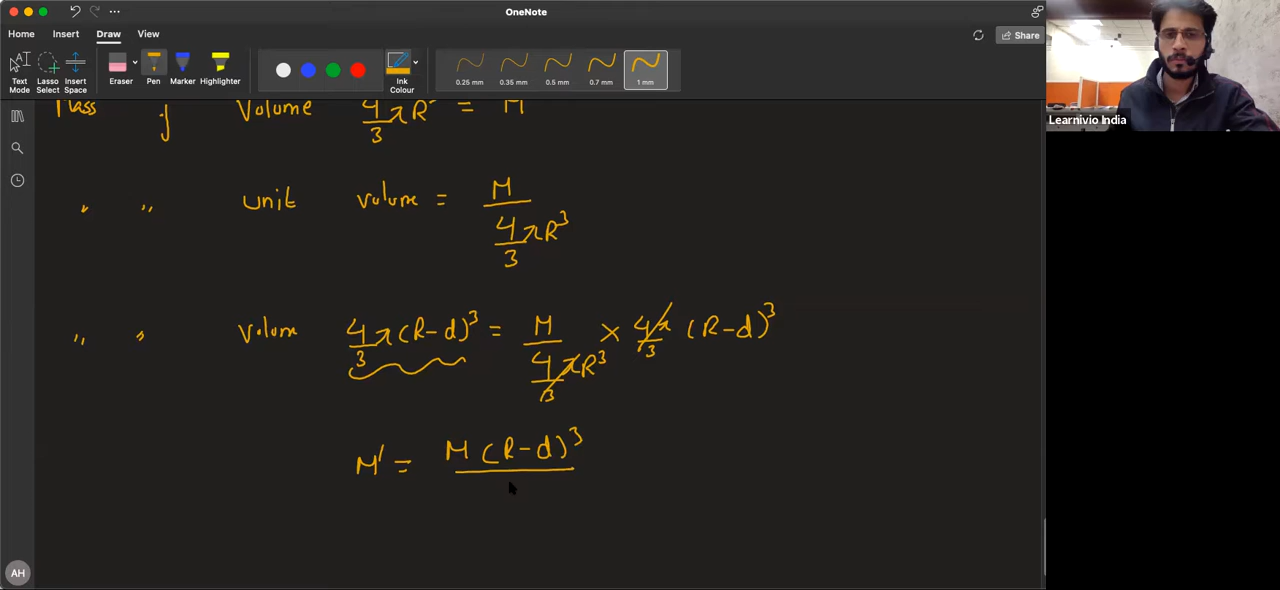 OneNote
Home Insert Draw View
Share
Text Mode Lasso Select Insert Space Eraser Pen Marker Highlighter Ink Colour 0.25 mm 0.35 mm 0.5 mm 0.7 mm 1 mm
Learnivio India
Mass of Volume 4/3 πR³ = M
" " unit volume = M / (4/3 πR³)
" " volume 4/3 π(R-d)³ = M / (4/3 πR³) × 4/3 π (R-d)³
M' = M (R-d)³
AH